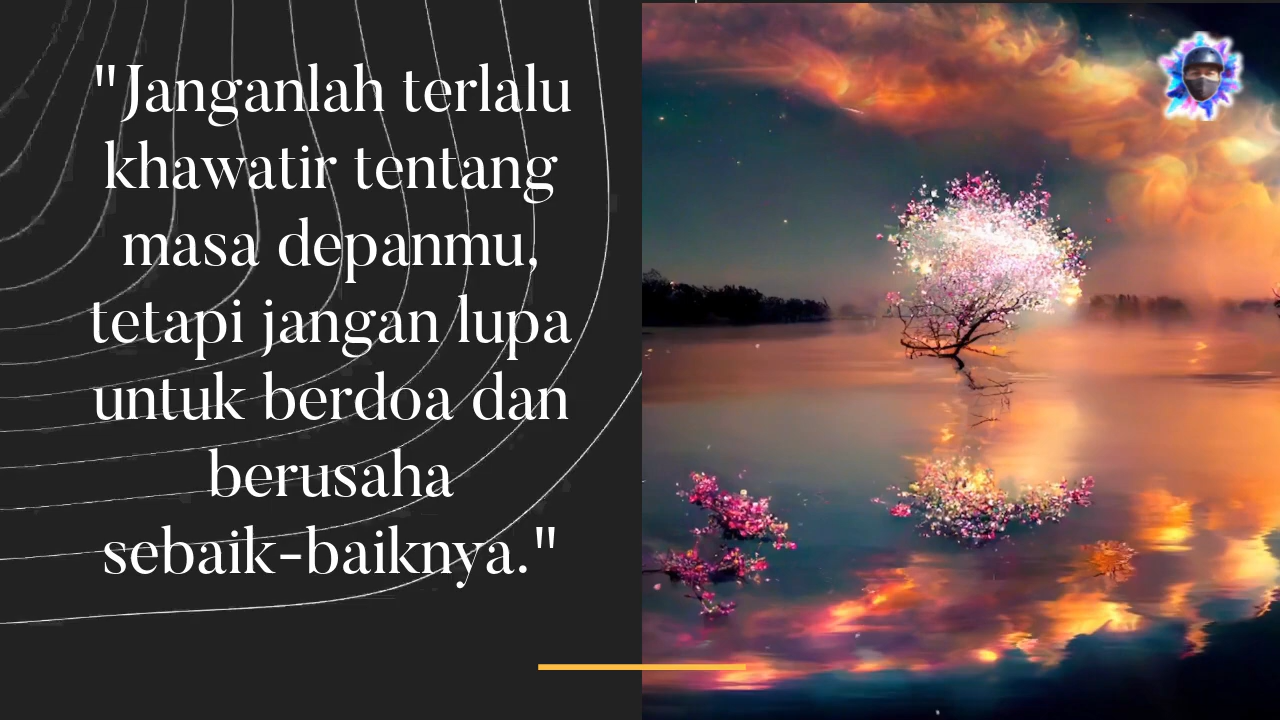 "Janganlah terlalu
khawatir tentang
masa depanmu,
tetapi jangan lupa
untuk berdoa dan
berusaha
sebaik-baiknya."